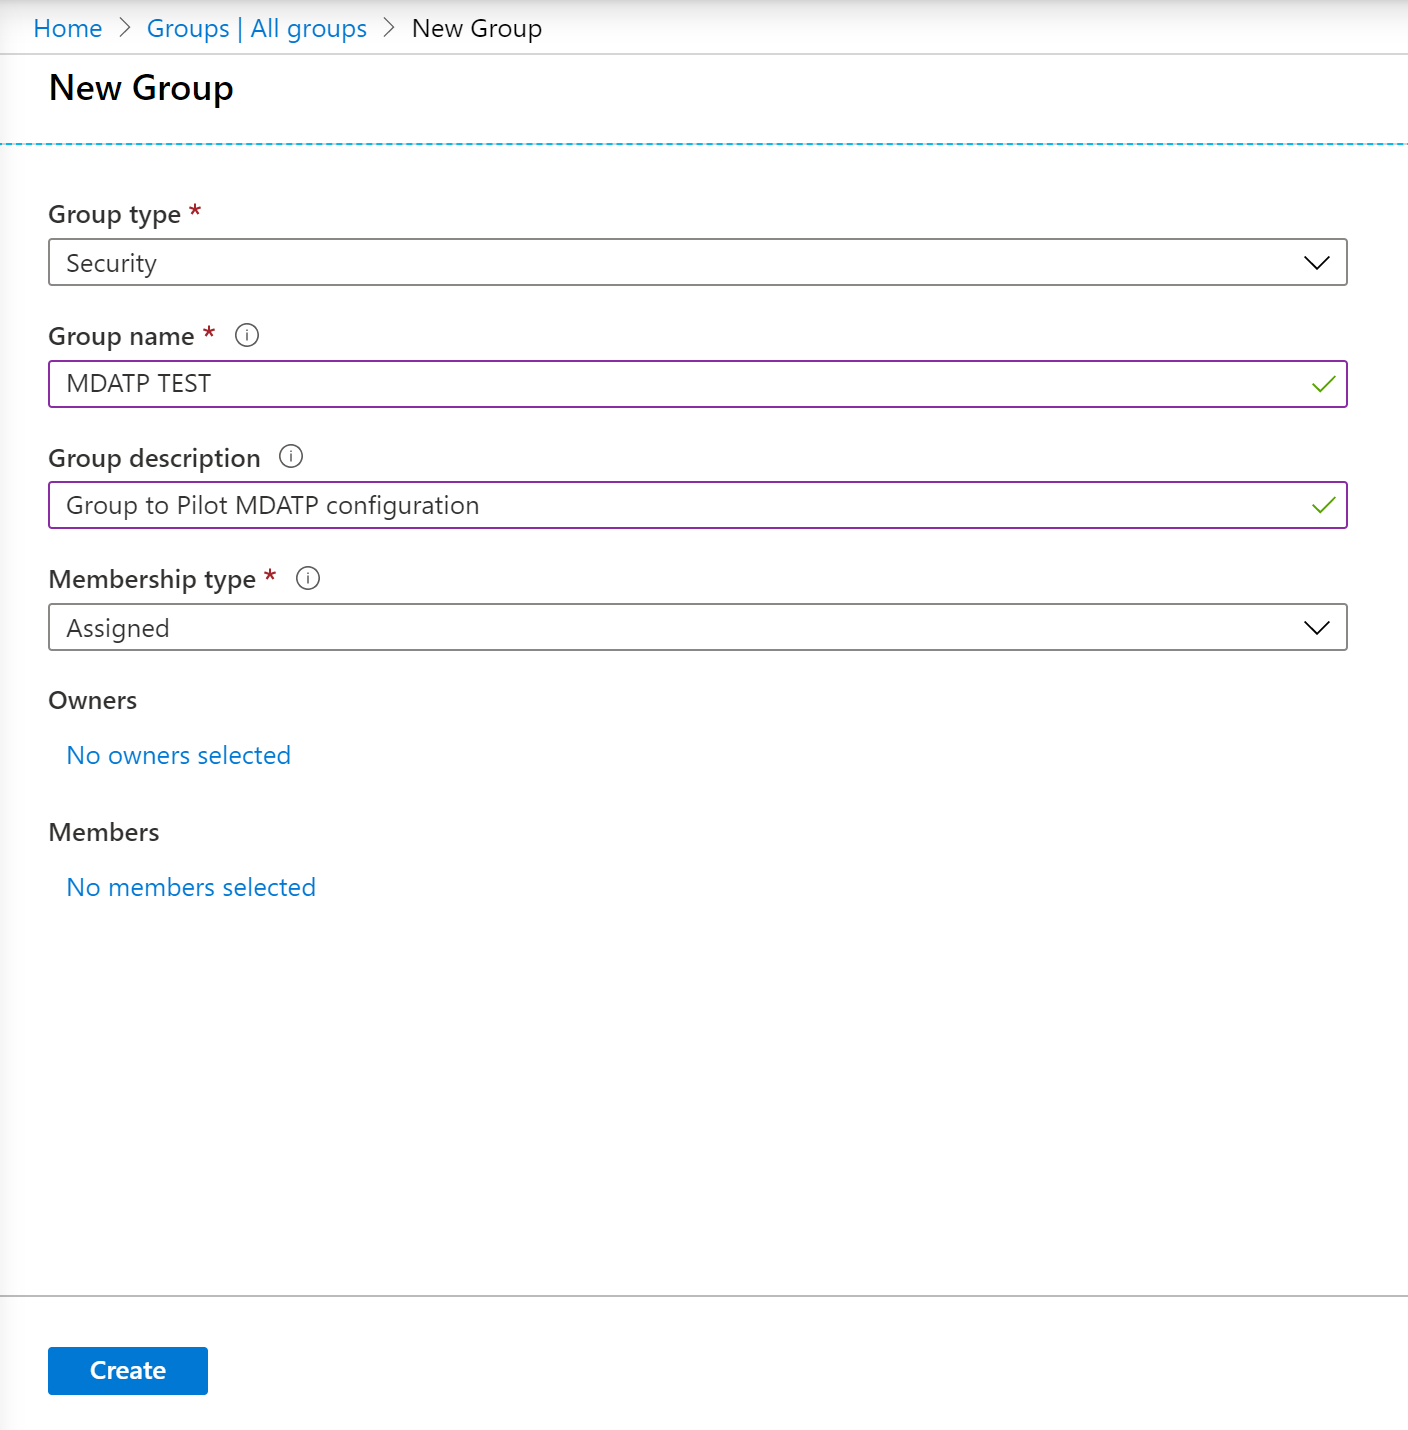 Home > Groups | All groups > New Group
New Group
Group type *
Security
Group name *
MDATP TEST
Group description
Group to Pilot MDATP configuration
Membership type *
Assigned
Owners
No owners selected
Members
No members selected
Create